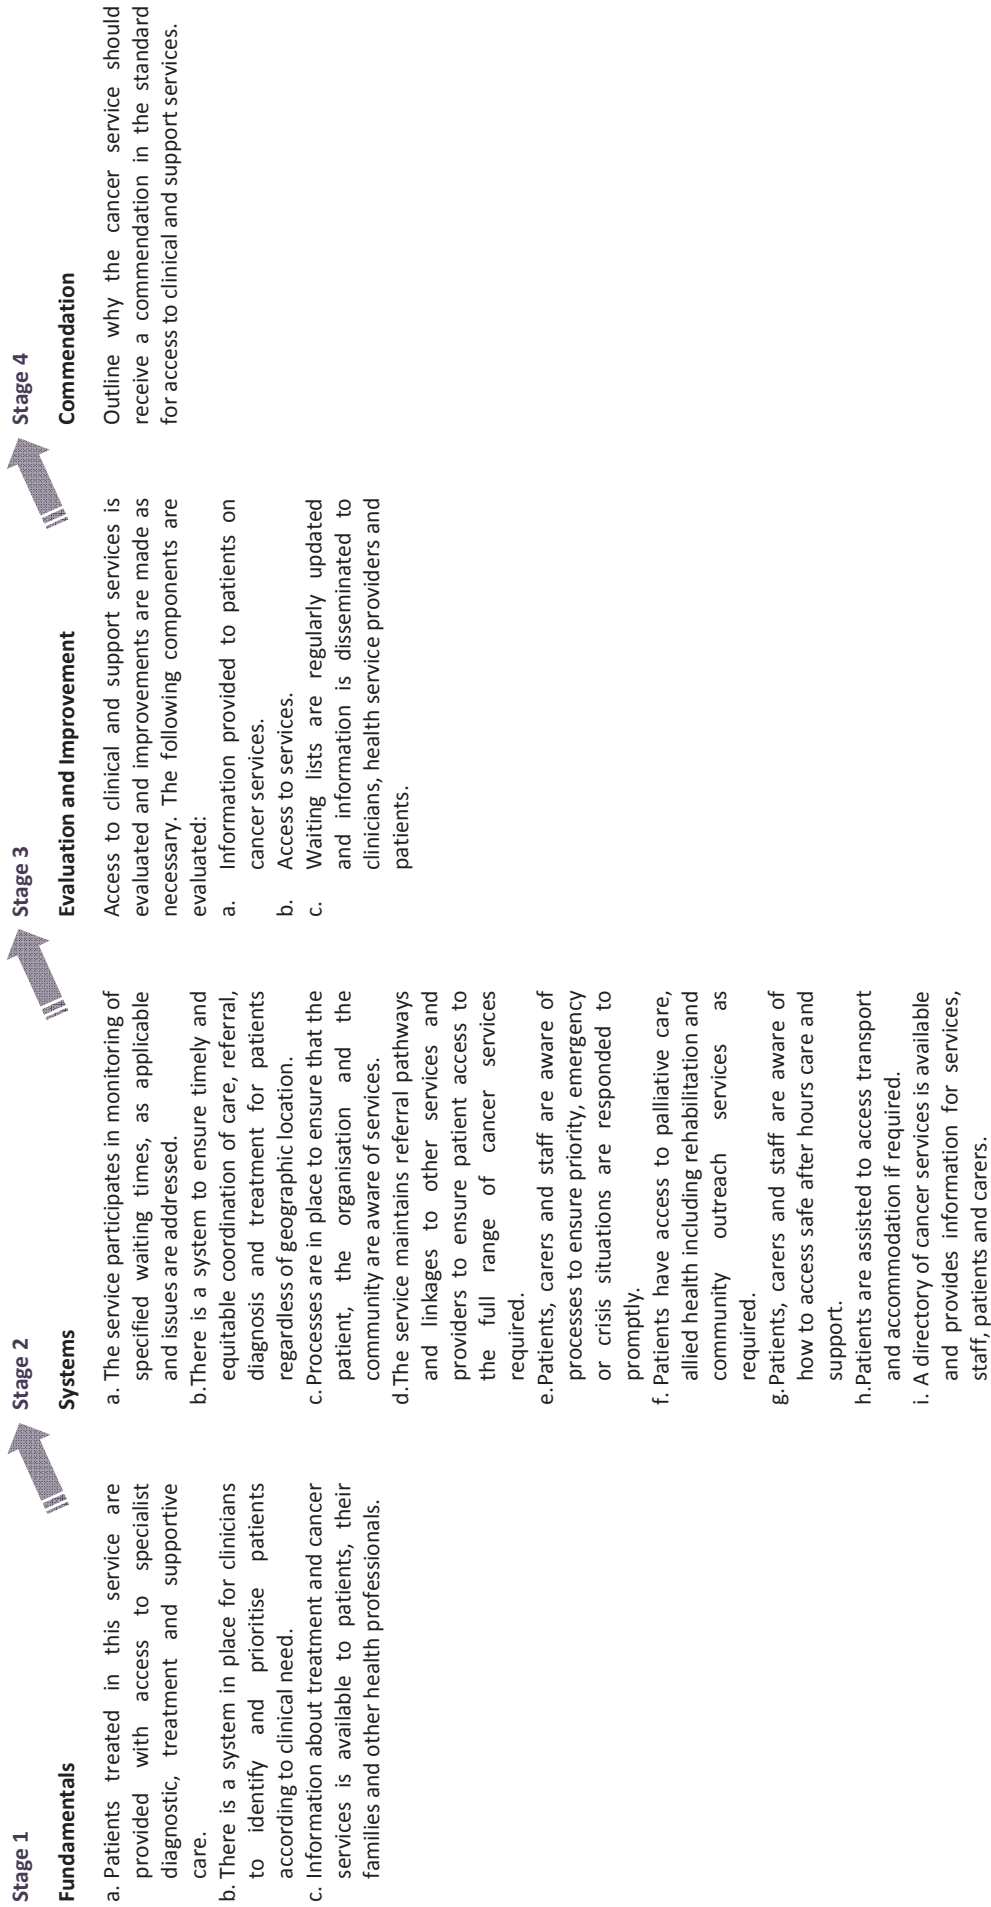 Stage 1
Fundamentals
a. Patients treated in this service are
provided with access to specialist
diagnostic, treatment and supportive
care.
b. There is a system in place for clinicians
to identify and prioritise patients
according to clinical need.
c. Information about treatment and cancer
services is available to patients, their
families and other health professionals.
Stage 2
Systems
a. The service participates in monitoring of
specified waiting times, as applicable
and issues are addressed.
b.There is a system to ensure timely and
equitable coordination of care, referral,
diagnosis and treatment for patients
regardless of geographic location.
c. Processes are in place to ensure that the
patient, the organisation and the
community are aware of services.
d.The service maintains referral pathways
and linkages to other services and
providers to ensure patient access to
the full range of cancer services
required.
e.Patients, carers and staff are aware of
processes to ensure priority, emergency
or crisis situations are responded to
promptly.
f. Patients have access to palliative care,
allied health including rehabilitation and
community outreach services as
required.
g.Patients, carers and staff are aware of
how to access safe after hours care and
support.
h.Patients are assisted to access transport
and accommodation if required.
i. A directory of cancer services is available
and provides information for services,
staff, patients and carers.
Stage 3
Evaluation and Improvement
Access to clinical and support services is
evaluated and improvements are made as
necessary. The following components are
evaluated:
a. Information provided to patients on
cancer services.
b. Access to services.
c. Waiting lists are regularly updated
and information is disseminated to
clinicians, health service providers and
patients.
Stage 4
Commendation
Outline why the cancer service should
receive a commendation in the standard
for access to clinical and support services.